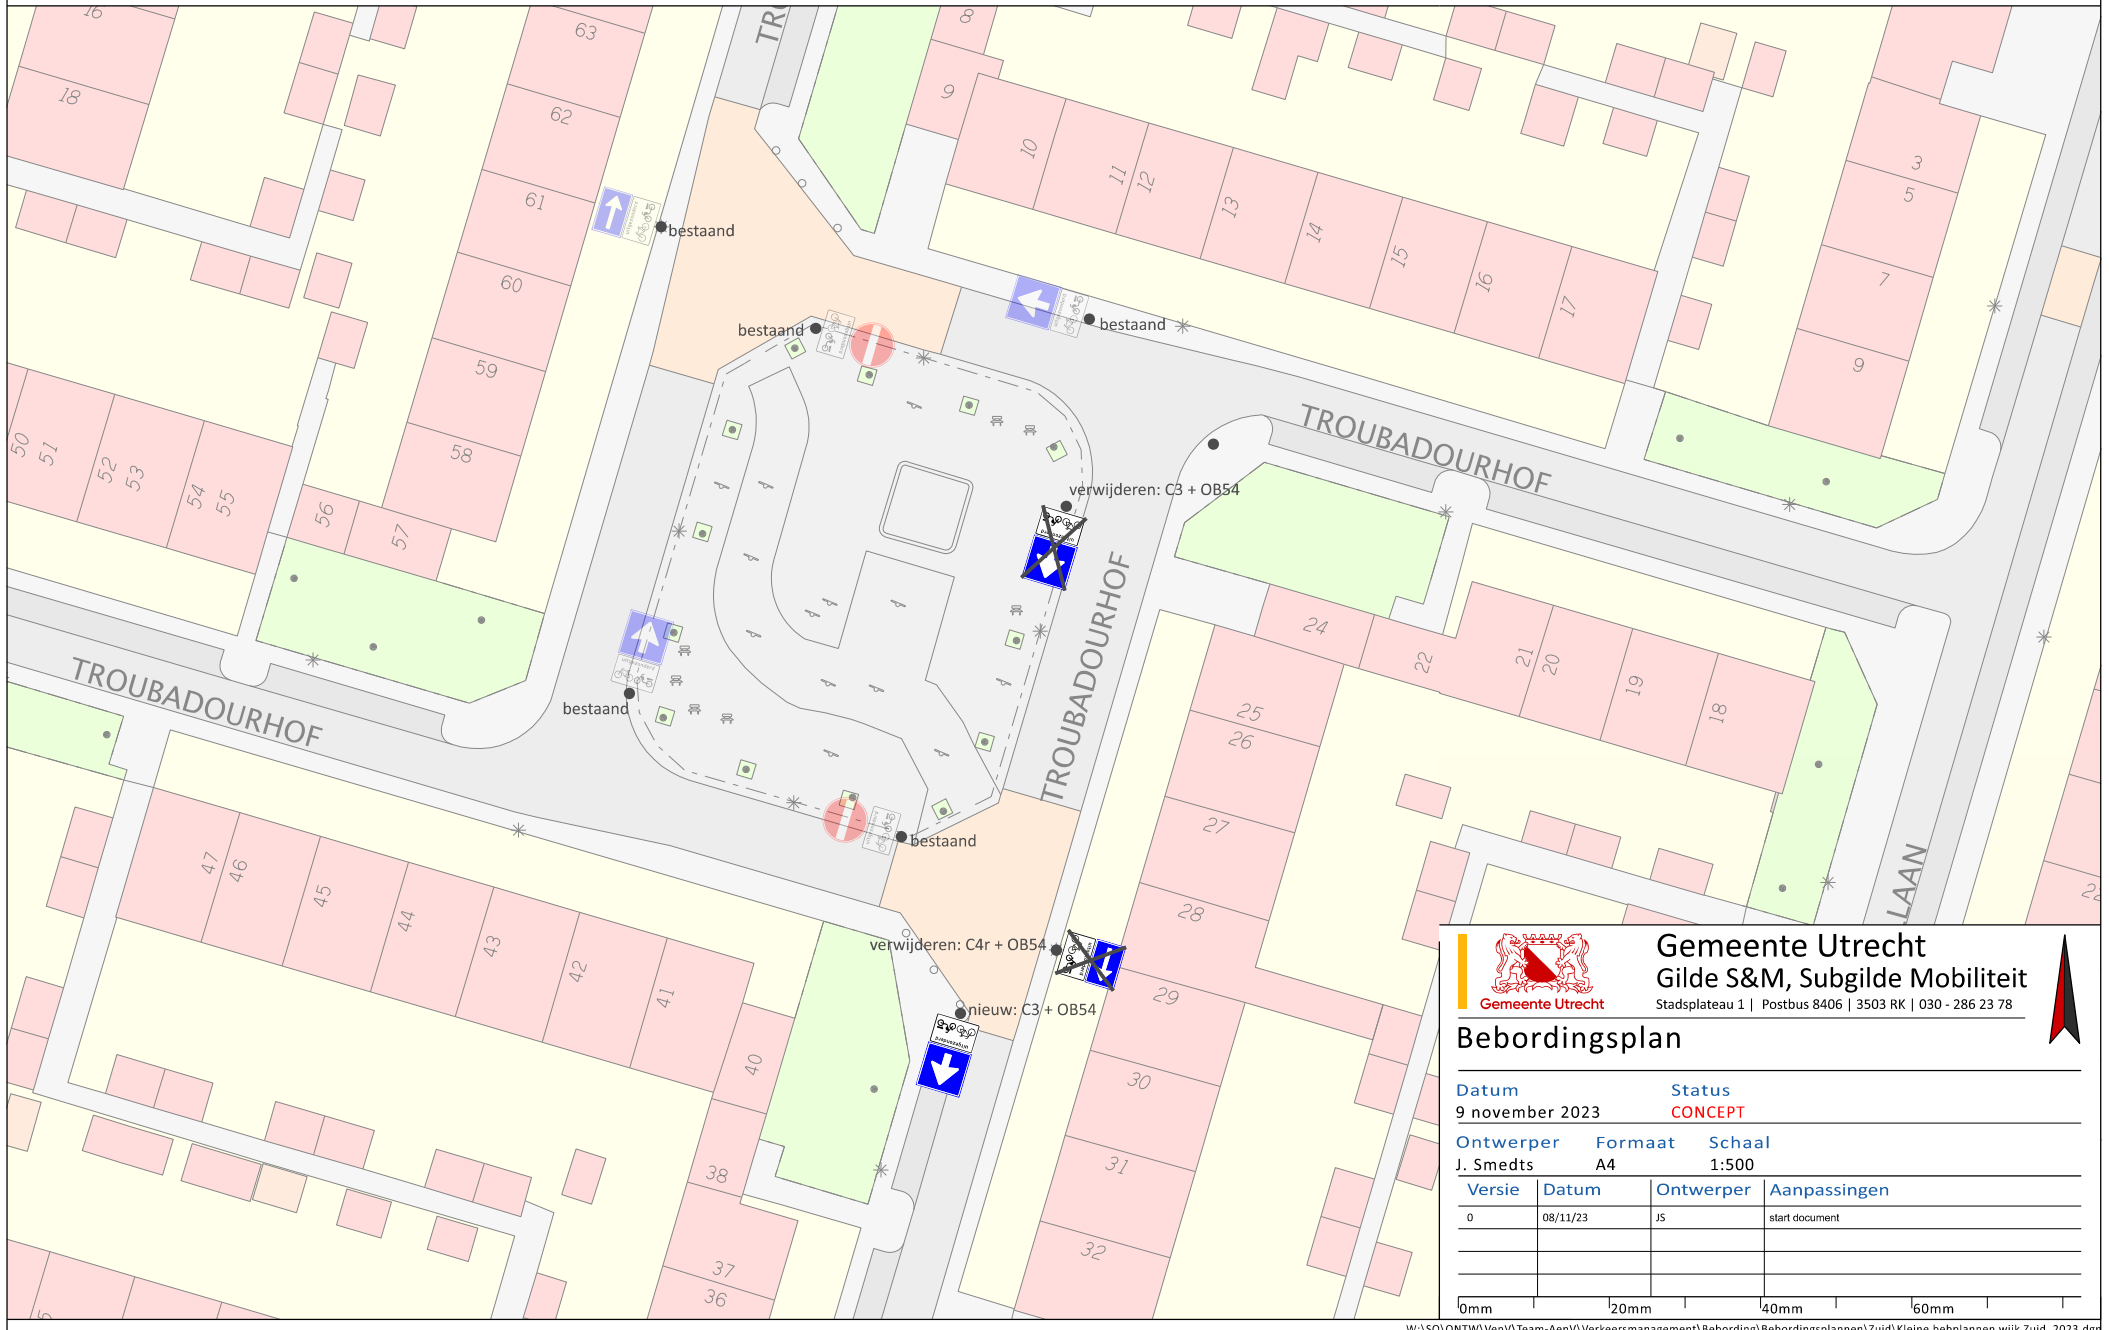 16
18
63
62
61
60
59
58
56
57
50
51
52
53
54
55
8
9
10
11
12
13
14
15
16
17
3
5
7
9
bestaand
bestaand
bestaand
TROUBADOURHOF
verwijderen: C3 + OB54
TROUBADOURHOF
bestaand
TROUBADOURHOF
24
22
21
20
19
18
25
26
27
28
29
30
31
32
bestaand
47
46
45
44
43
42
41
40
38
37
36
verwijderen: C4r + OB54
nieuw: C3 + OB54
LAAN
Gemeente Utrecht
Gemeente Utrecht
Gilde S&M, Subgilde Mobiliteit
Stadsplateau 1 | Postbus 8406 | 3503 RK | 030 - 286 23 78
Bebordingsplan
Datum Status
9 november 2023 CONCEPT
Ontwerper Formaat Schaal
J. Smedts A4 1:500
Versie Datum Ontwerper Aanpassingen
0 08/11/23 JS start document
0mm 20mm 40mm 60mm